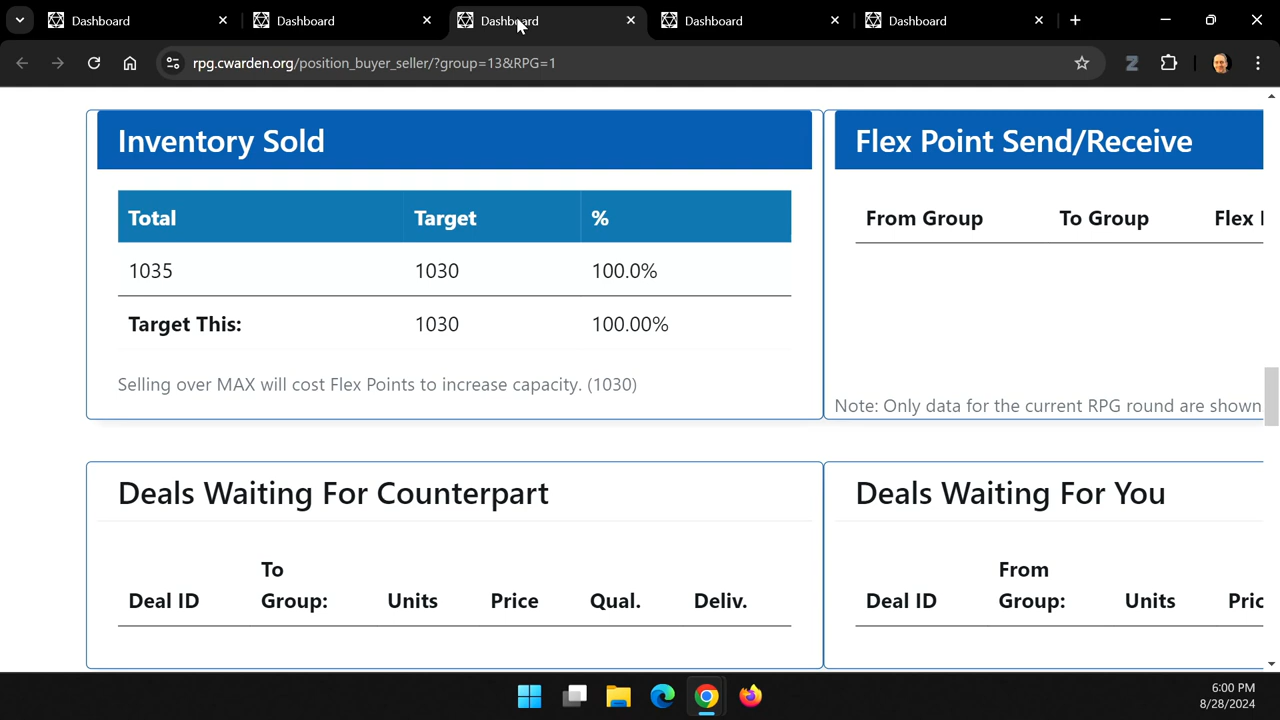 Dashboard
Dashboard
Dashboard
Dashboard
Dashboard
rpg.cwarden.org/position_buyer_seller/?group=13&RPG=1
Inventory Sold
Total Target %
1035 1030 100.0%
Target This: 1030 100.00%
Selling over MAX will cost Flex Points to increase capacity. (1030)
Flex Point Send/Receive
From Group To Group Flex
Note: Only data for the current RPG round are shown
Deals Waiting For Counterpart
Deal ID To Group: Units Price Qual. Deliv.
Deals Waiting For You
Deal ID From Group: Units Pric
6:00 PM
8/28/2024